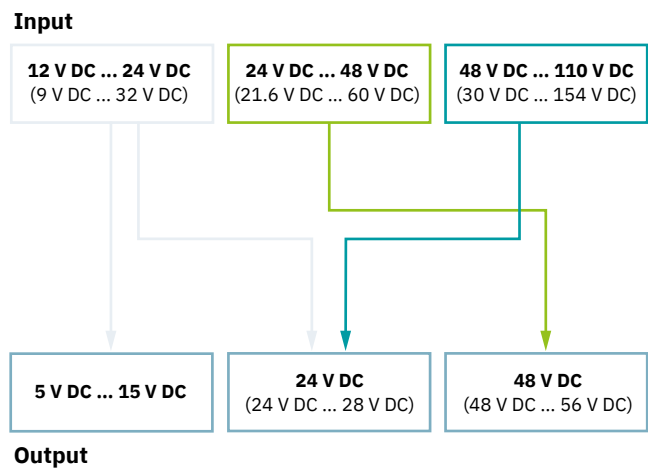 Input
12 V DC ... 24 V DC
(9 V DC ... 32 V DC)
24 V DC ... 48 V DC
(21.6 V DC ... 60 V DC)
48 V DC ... 110 V DC
(30 V DC ... 154 V DC)
5 V DC ... 15 V DC
24 V DC
(24 V DC ... 28 V DC)
48 V DC
(48 V DC ... 56 V DC)
Output